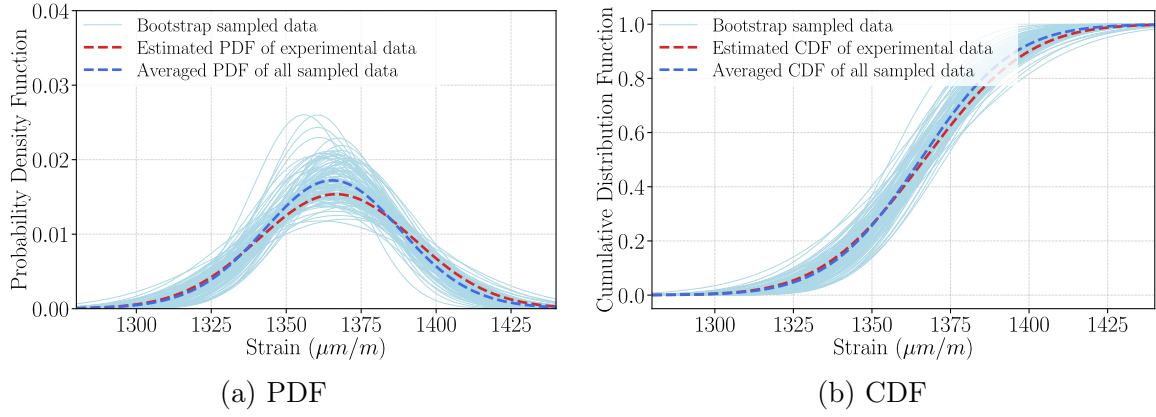 Probability Density Function
0.04
0.03
0.02
0.01
0.00
Bootstrap sampled data
Estimated PDF of experimental data
Averaged PDF of all sampled data
1300 1325 1350 1375 1400 1425
Strain (μm/m)
(a) PDF
Cumulative Distribution Function
1.0
0.8
0.6
0.4
0.2
0.0
Bootstrap sampled data
Estimated CDF of experimental data
Averaged CDF of all sampled data
1300 1325 1350 1375 1400 1425
Strain (μm/m)
(b) CDF